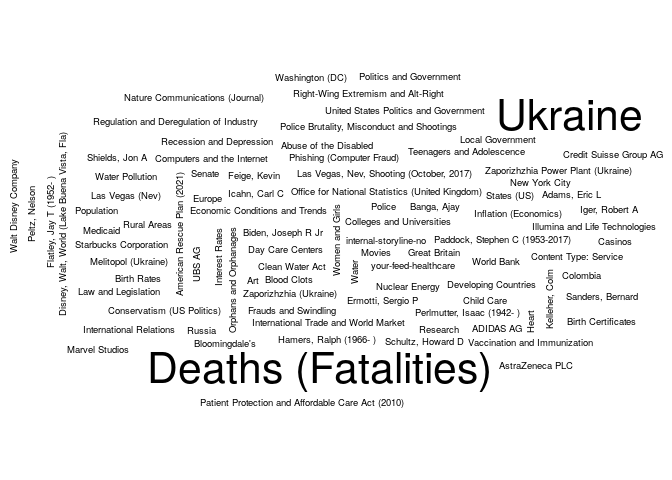 Washington (DC)
Politics and Government
Nature Communications (Journal)
Right-Wing Extremism and Alt-Right
United States Politics and Government
Ukraine
Regulation and Deregulation of Industry
Police Brutality, Misconduct and Shootings
Recession and Depression
Abuse of the Disabled
Local Government
Teenagers and Adolescence
Credit Suisse Group AG
Shields, Jon A
Computers and the Internet
Phishing (Computer Fraud)
Water Pollution
Senate
Feige, Kevin
Las Vegas, Nev, Shooting (October, 2017)
Zaporizhzhia Power Plant (Ukraine)
New York City
Las Vegas (Nev)
Europe
Icahn, Carl C
Office for National Statistics (United Kingdom)
States (US)
Adams, Eric L
Population
Economic Conditions and Trends
Police
Banga, Ajay
Inflation (Economics)
Iger, Robert A
Medicaid
Rural Areas
Colleges and Universities
Illumina and Life Technologies
Starbucks Corporation
Biden, Joseph R Jr
internal-storyline-no
Paddock, Stephen C (1953-2017)
Casinos
Day Care Centers
Movies
Great Britain
Content Type: Service
Melitopol (Ukraine)
Clean Water Act
your-feed-healthcare
World Bank
Colombia
Birth Rates
Art
Blood Clots
Nuclear Energy
Developing Countries
Law and Legislation
Zaporizhzhia (Ukraine)
Ermotti, Sergio P
Child Care
Sanders, Bernard
Conservatism (US Politics)
Frauds and Swindling
Perlmutter, Isaac (1942- )
International Trade and World Market
Birth Certificates
International Relations
Russia
Research
ADIDAS AG
Bloomingdale's
Hamers, Ralph (1966- )
Schultz, Howard D
Vaccination and Immunization
Marvel Studios
Deaths (Fatalities)
AstraZeneca PLC
Patient Protection and Affordable Care Act (2010)
Walt Disney Company
Peltz, Nelson
Flatley, Jay T (1952- )
Disney, Walt, World (Lake Buena Vista, Fla)
American Rescue Plan (2021)
UBS AG
Interest Rates
Orphans and Orphanages
Women and Girls
Water
Heart
Kelleher, Colm